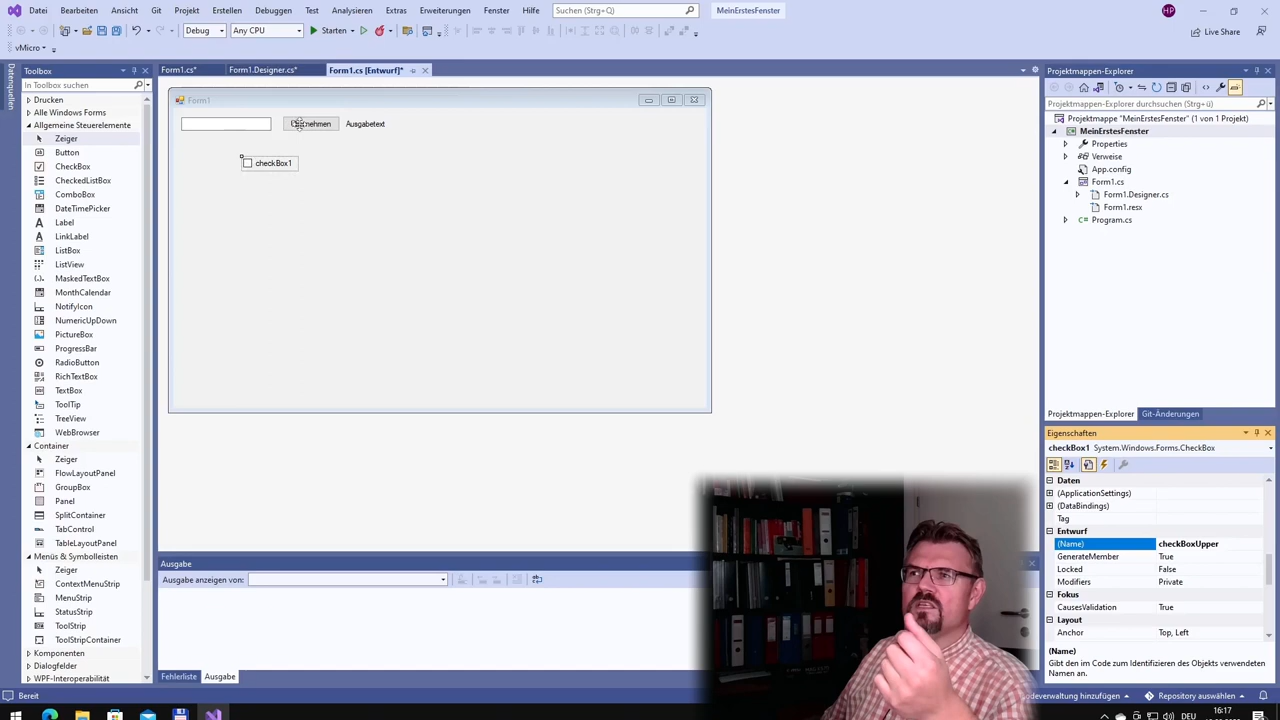 Datei Bearbeiten Ansicht Git Projekt Erstellen Debuggen Test Analysieren Extras Erweiterungen Fenster Hilfe Suchen (Strg+Q) MeinErstesFenster HP
Debug Any CPU Starten Live Share
vMicro
Datenquellen
Toolbox
In Toolbox suchen
Drucken
Alle Windows Forms
Allgemeine Steuerelemente
Zeiger
Button
CheckBox
CheckedListBox
ComboBox
DateTimePicker
Label
LinkLabel
ListBox
ListView
MaskedTextBox
MonthCalendar
NotifyIcon
NumericUpDown
PictureBox
ProgressBar
RadioButton
RichTextBox
TextBox
ToolTip
TreeView
WebBrowser
Container
Zeiger
FlowLayoutPanel
GroupBox
Panel
SplitContainer
TabControl
TableLayoutPanel
Menüs & Symbolleisten
Zeiger
ContextMenuStrip
MenuStrip
StatusStrip
ToolStrip
ToolStripContainer
Komponenten
Dialogfelder
WPF-Interoperabilität
Form1.cs* Form1.Designer.cs* Form1.cs [Entwurf]*
Form1
Ausgabetext
checkBox1
Ausgabe
Ausgabe anzeigen von:
Fehlerliste Ausgabe
Projektmappen-Explorer
Projektmappen-Explorer durchsuchen (Strg+ü)
Projektmappe "MeinErstesFenster" (1 von 1 Projekt)
MeinErstesFenster
Properties
Verweise
App.config
Form1.cs
Form1.Designer.cs
Form1.resx
Program.cs
Projektmappen-Explorer Git-Änderungen
Eigenschaften
checkBox1 System.Windows.Forms.CheckBox
Daten
(ApplicationSettings)
(DataBindings)
Tag
Entwurf
(Name) checkBoxUpper
GenerateMember True
Locked False
Modifiers Private
Fokus
CausesValidation True
Layout
Anchor Top, Left
(Name)
Gibt den im Code zum Identifizieren des Objekts verwendeten
Namen an.
Bereit hinzufügen Repository auswählen
DEU 16:17